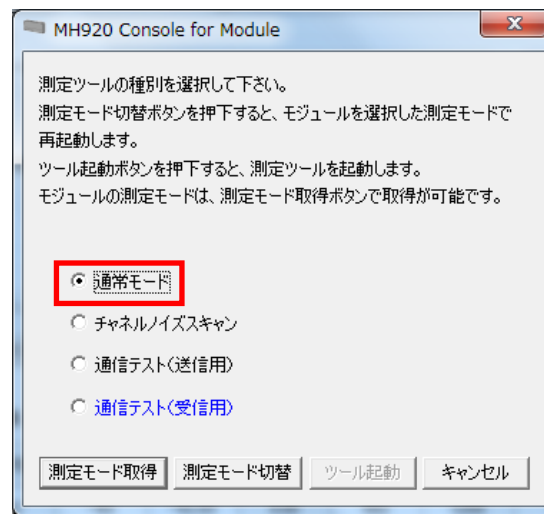 MH920 Console for Module
測定ツールの種別を選択して下さい。
測定モード切替ボタンを押下すると、モジュールを選択した測定モードで
再起動します。
ツール起動ボタンを押下すると、測定ツールを起動します。
モジュールの測定モードは、測定モード取得ボタンで取得が可能です。
通常モード
チャネルノイズスキャン
通信テスト(送信用)
通信テスト(受信用)
測定モード取得 測定モード切替 ツール起動 キャンセル